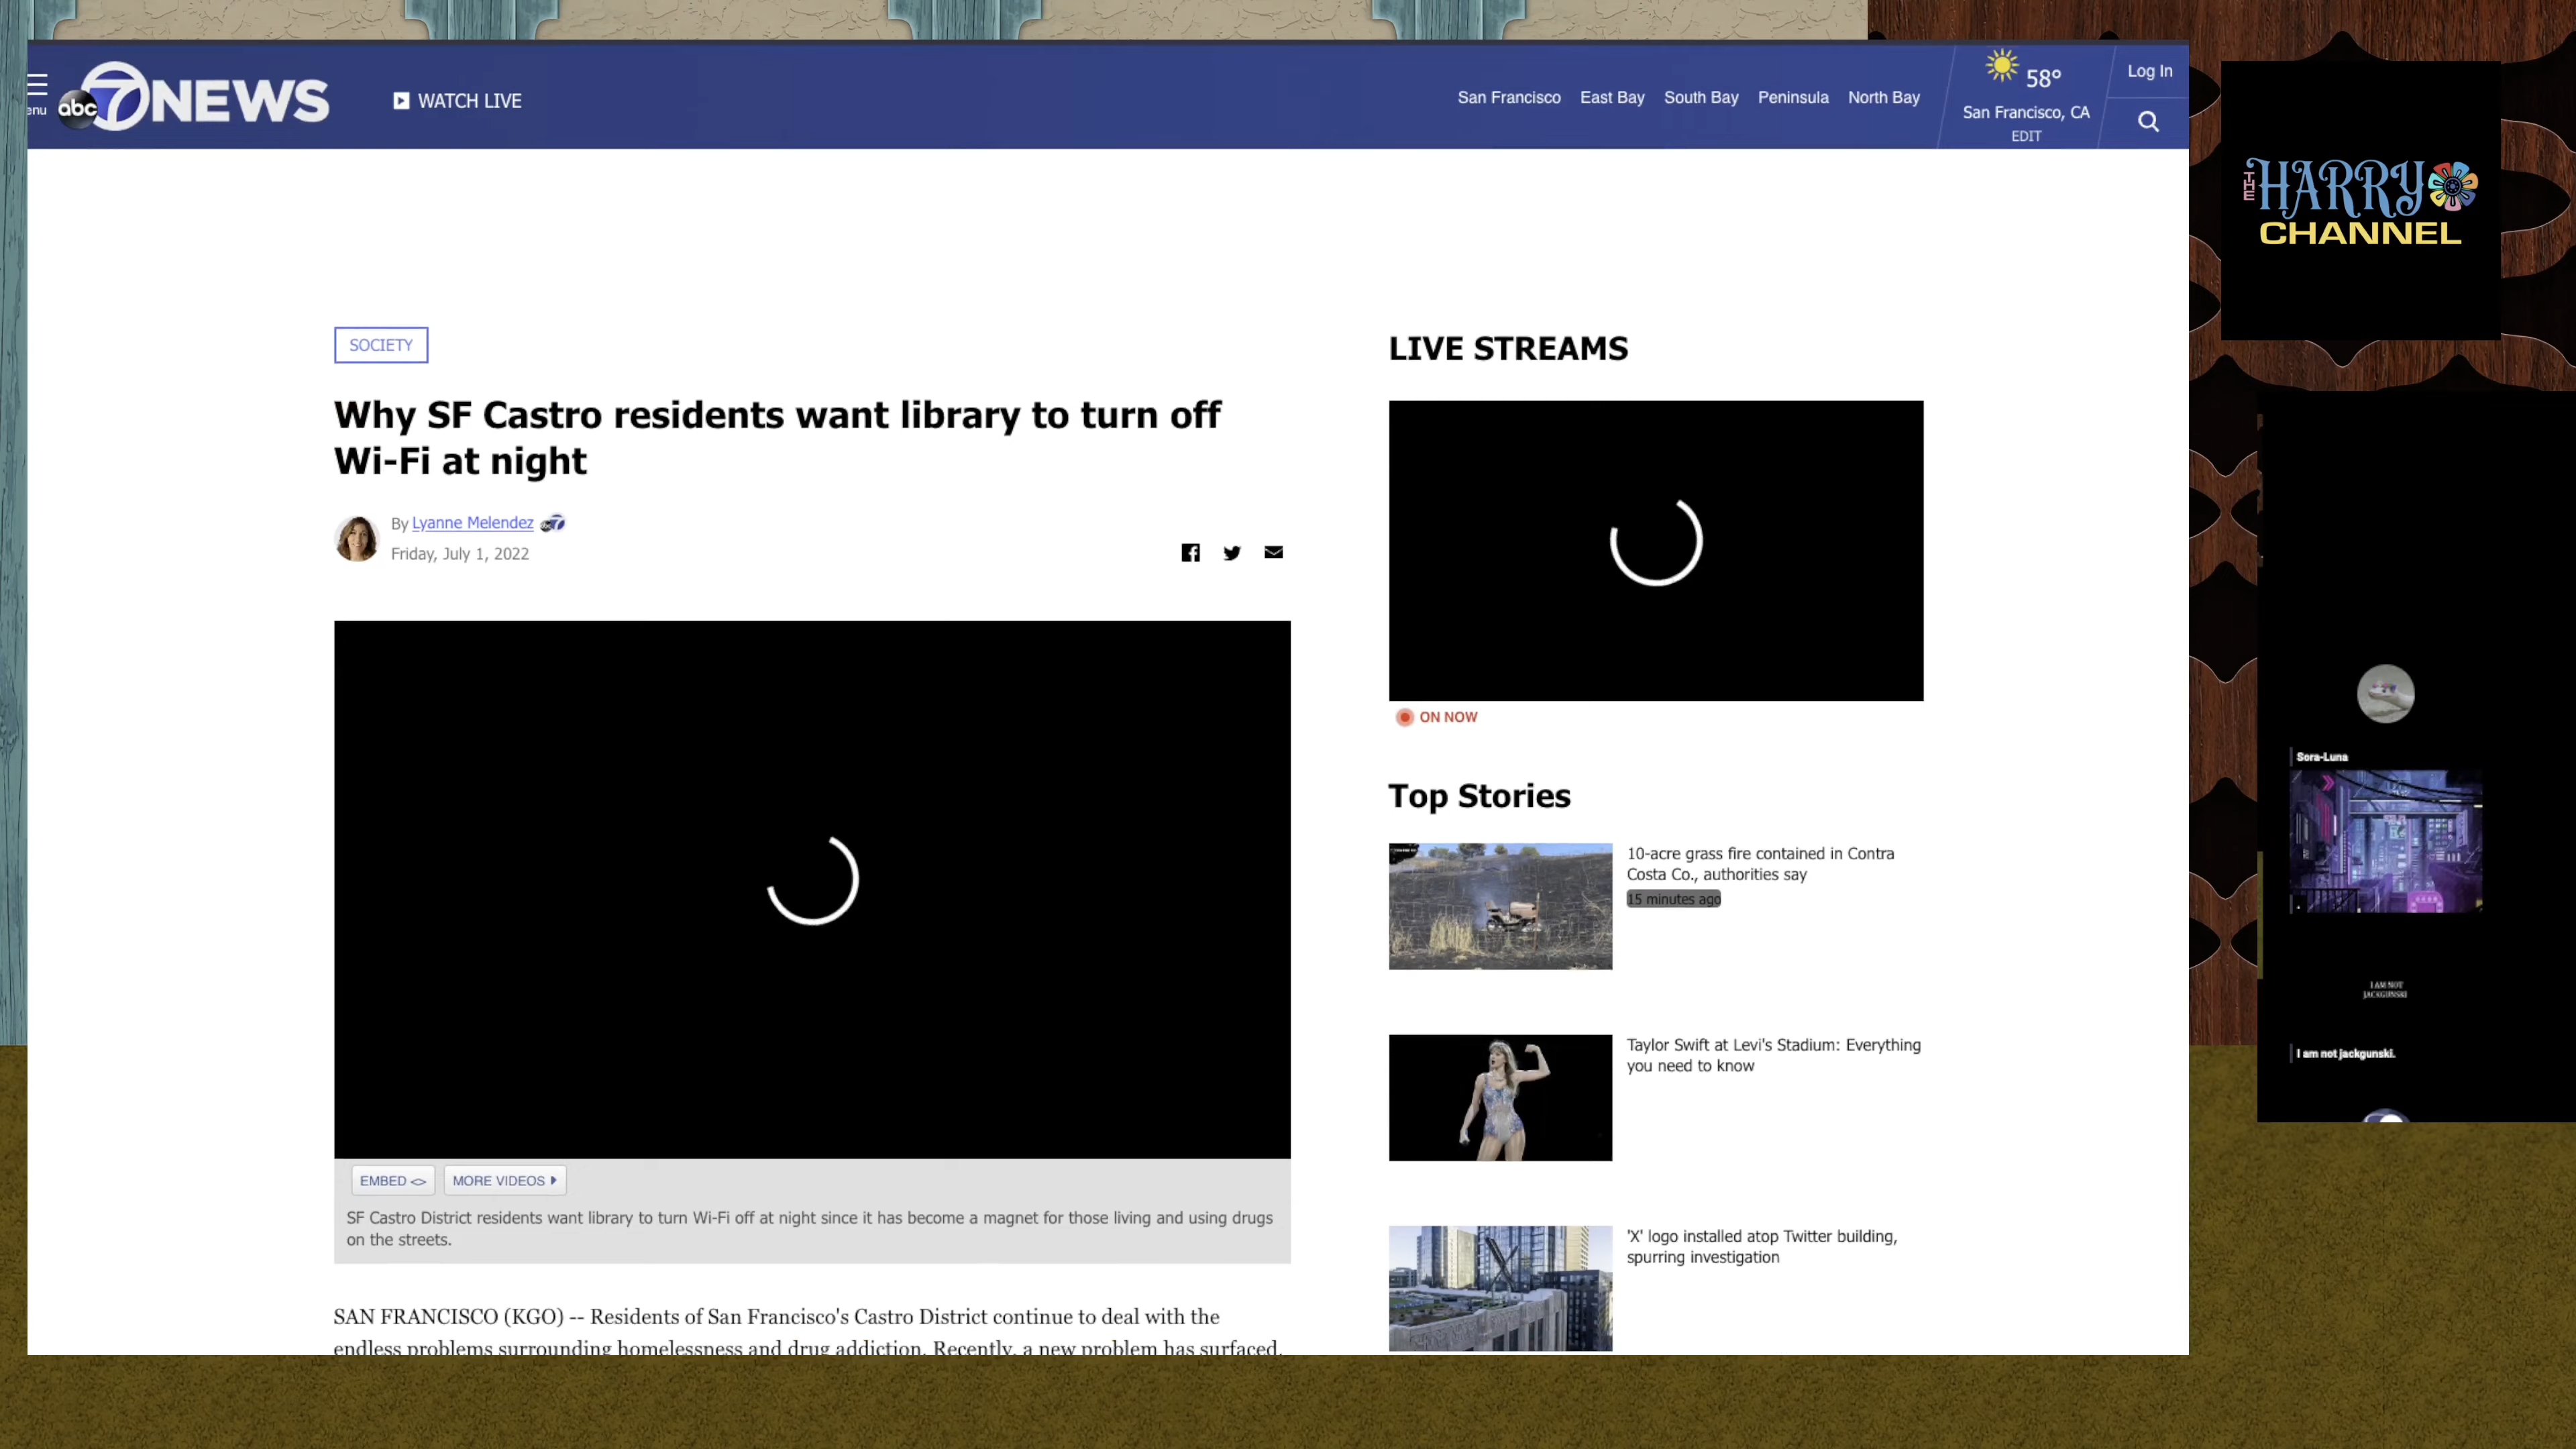 enu
abc 7 NEWS
WATCH LIVE
San Francisco East Bay South Bay Peninsula North Bay
58°
San Francisco, CA
EDIT
Log In
THE HARRY
CHANNEL
SOCIETY
Why SF Castro residents want library to turn off
Wi-Fi at night
By Lyanne Melendez
Friday, July 1, 2022
EMBED <>
MORE VIDEOS
SF Castro District residents want library to turn Wi-Fi off at night since it has become a magnet for those living and using drugs
on the streets.
SAN FRANCISCO (KGO) -- Residents of San Francisco's Castro District continue to deal with the
endless problems surrounding homelessness and drug addiction. Recently, a new problem has surfaced.
LIVE STREAMS
ON NOW
Top Stories
10-acre grass fire contained in Contra
Costa Co., authorities say
15 minutes ago
Taylor Swift at Levi's Stadium: Everything
you need to know
'X' logo installed atop Twitter building,
spurring investigation
Sora-Luna
I AM NOT
JACKGUNSKI
I am not jackgunski.